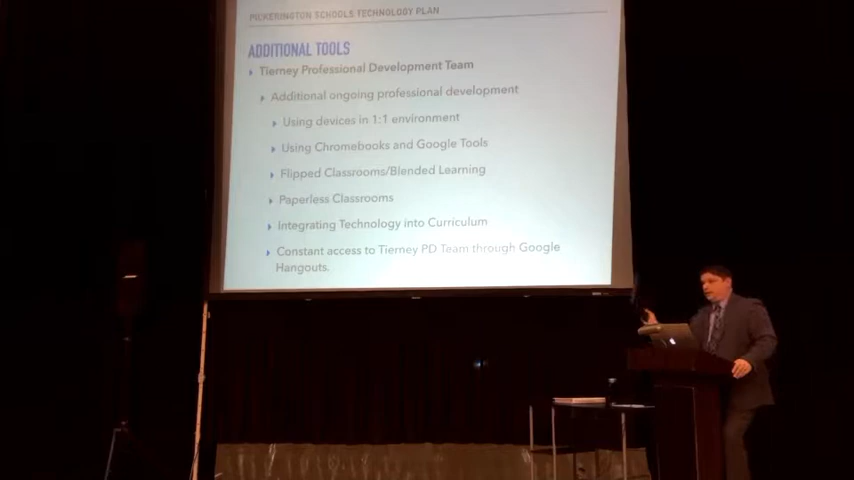 PICKERINGTON SCHOOLS TECHNOLOGY PLAN
ADDITIONAL TOOLS
Tierney Professional Development Team
Additional ongoing professional development
Using devices in 1:1 environment
Using Chromebooks and Google Tools
Flipped Classrooms/Blended Learning
Paperless Classrooms
Integrating Technology into Curriculum
Constant access to Tierney PD Team through Google
Hangouts.